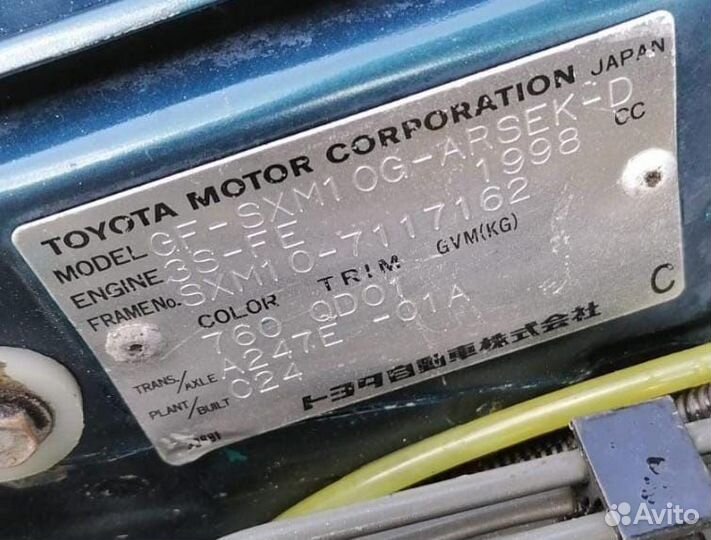 TOYOTA MOTOR CORPORATION JAPAN
MODEL GF-SXM10G-ARSEK-D
ENGINE 3S-FE 1998 CC
FRAME No. SXM10-7117162
COLOR TRIM GVM(KG)
760 QD01
TRANS./AXLE A247E -01A
PLANT/BUILT C24
トヨタ自動車株式会社 C
Avito